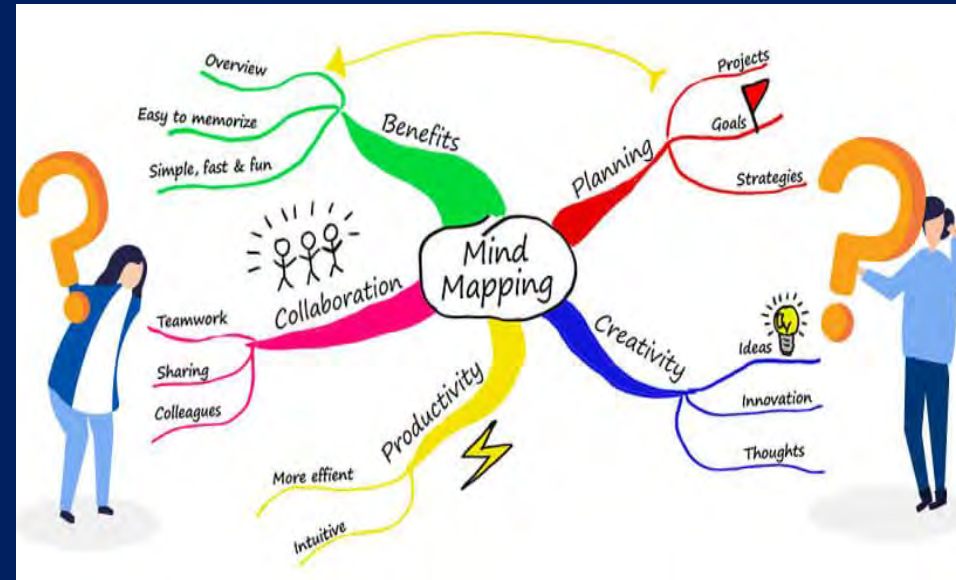 Mind
Mapping
Benefits
Overview
Easy to memorize
Simple, fast & fun
Planning
Projects
Goals
Strategies
Collaboration
Teamwork
Sharing
Colleagues
Productivity
More effient
Intuitive
Creativity
Ideas
Innovation
Thoughts
?
?